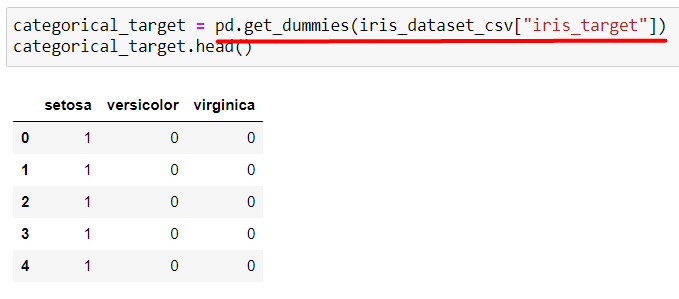 categorical_target = pd.get_dummies(iris_dataset_csv["iris_target"])
categorical_target.head()
setosa versicolor virginica
0 1 0 0
1 1 0 0
2 1 0 0
3 1 0 0
4 1 0 0